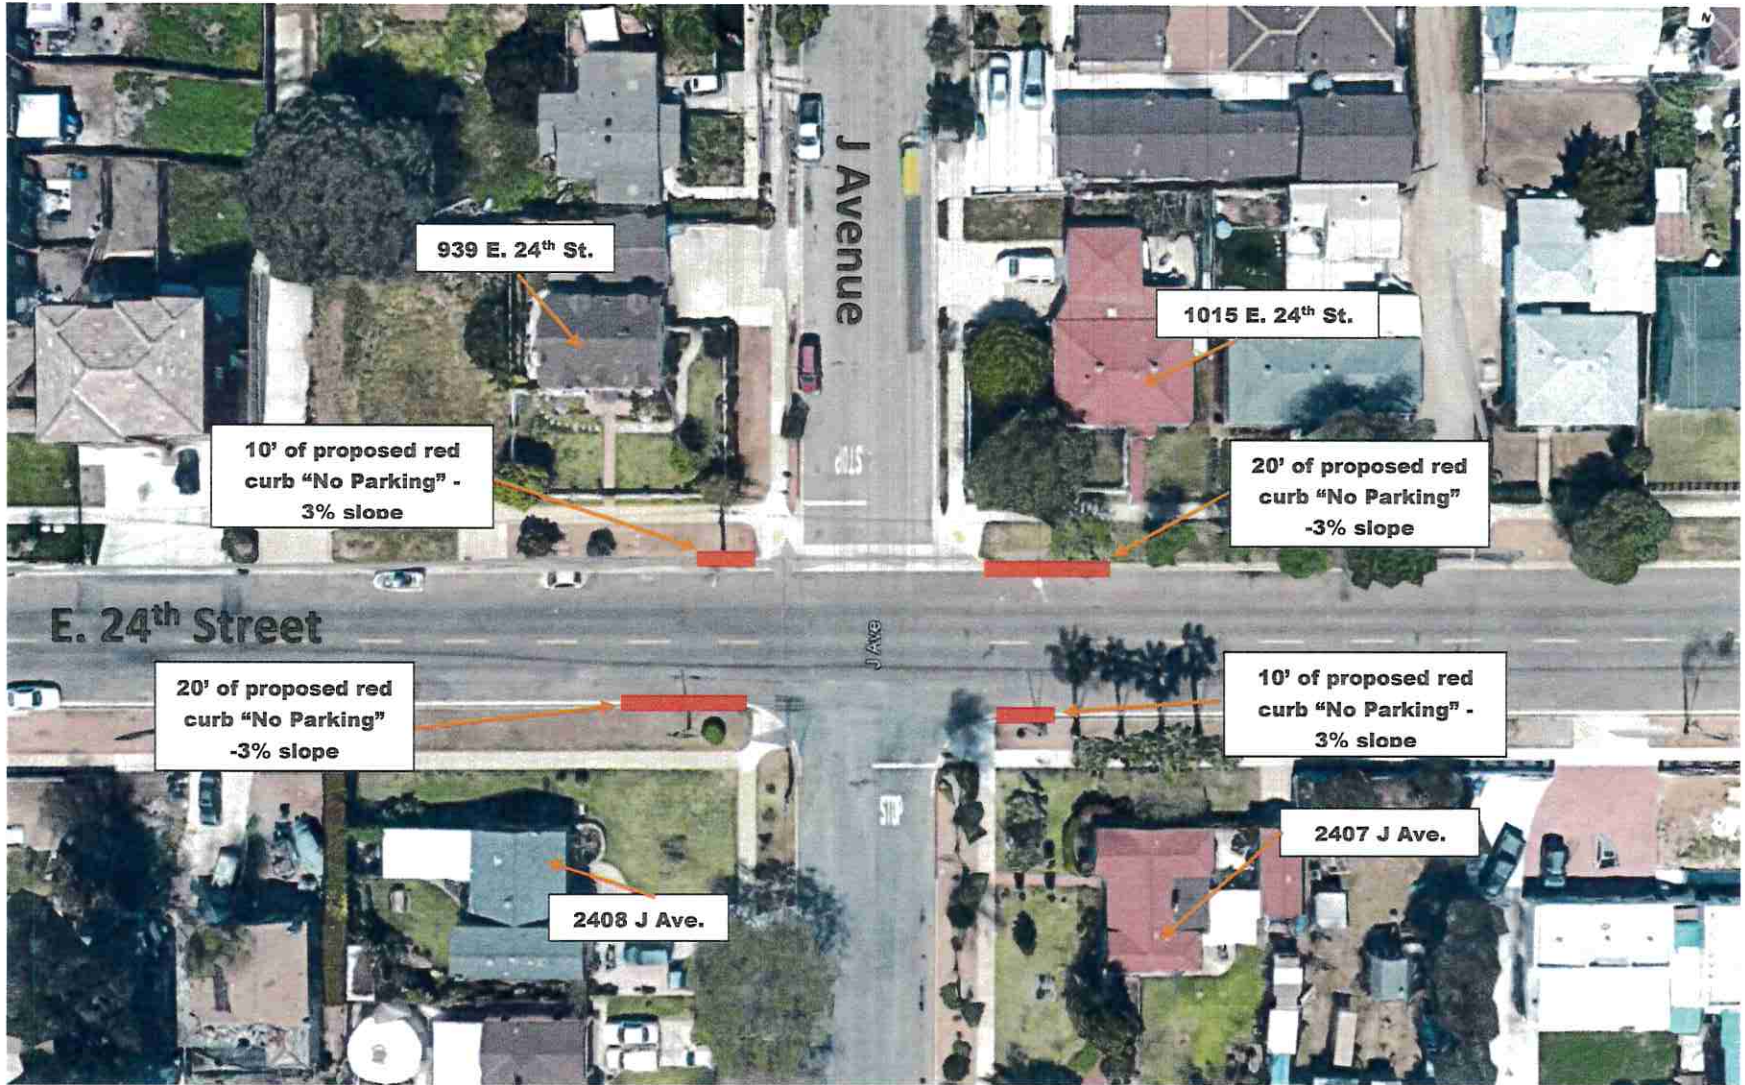 N
J Avenue
939 E. 24th St.
1015 E. 24th St.
10' of proposed red
curb “No Parking” -
3% slope
20' of proposed red
curb “No Parking”
-3% slope
STOP
E. 24th Street
J Ave
20' of proposed red
curb “No Parking”
-3% slope
10' of proposed red
curb “No Parking” -
3% slope
STOP
2407 J Ave.
2408 J Ave.